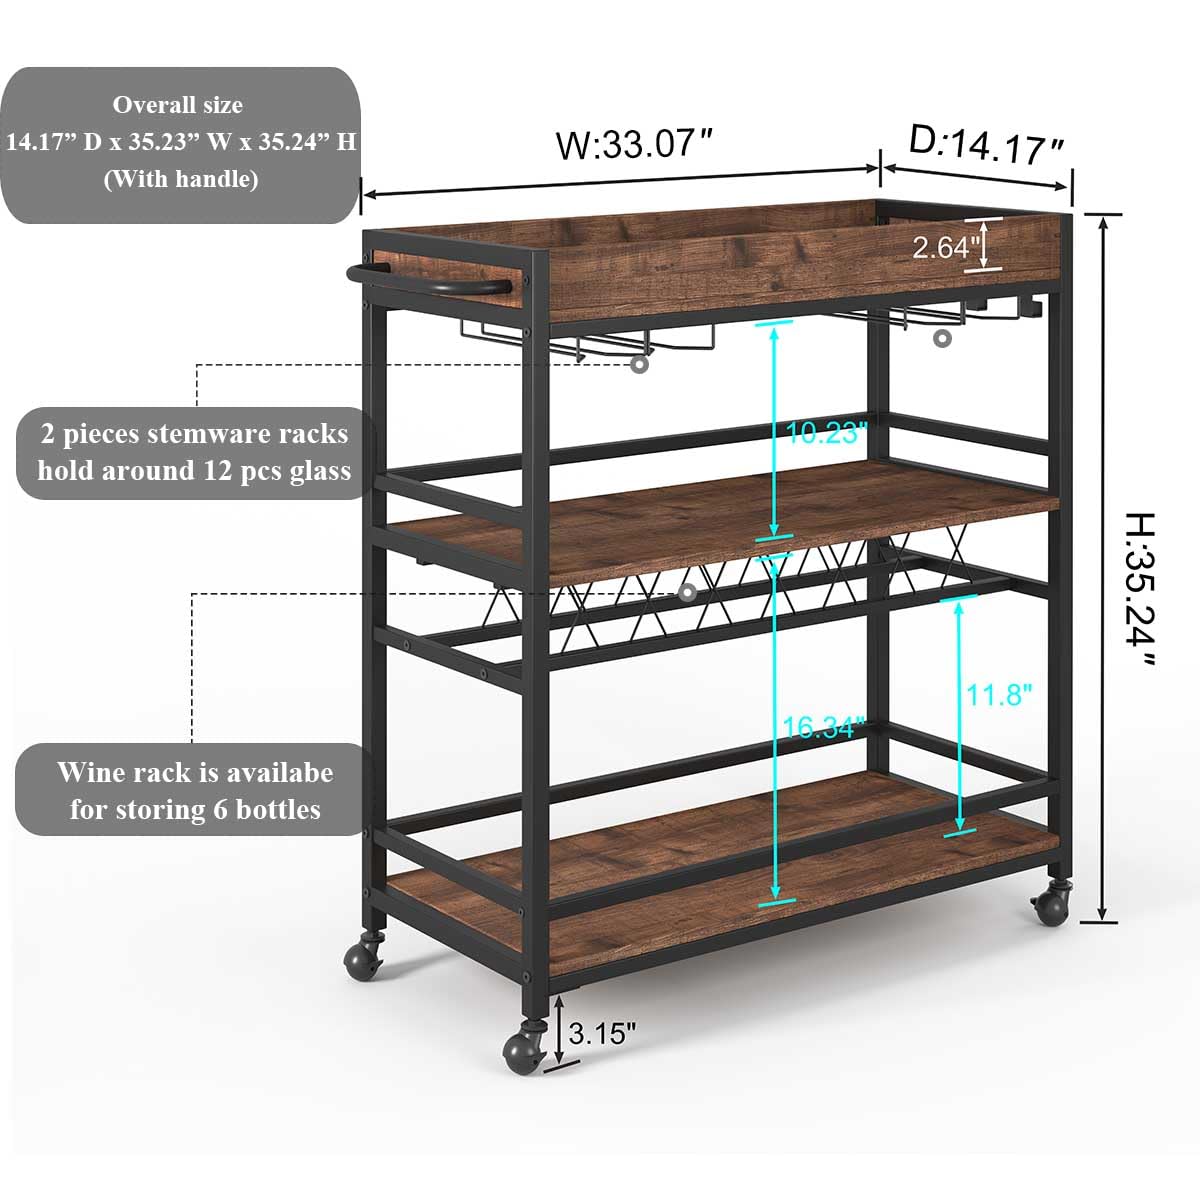 Overall size
14.17” D x 35.23” W x 35.24” H
(With handle)
W:33.07"
D:14.17"
2.64"
2 pieces stemware racks
hold around 12 pcs glass
10.23"
H:35.24"
11.8"
16.34"
Wine rack is availabe
for storing 6 bottles
3.15"